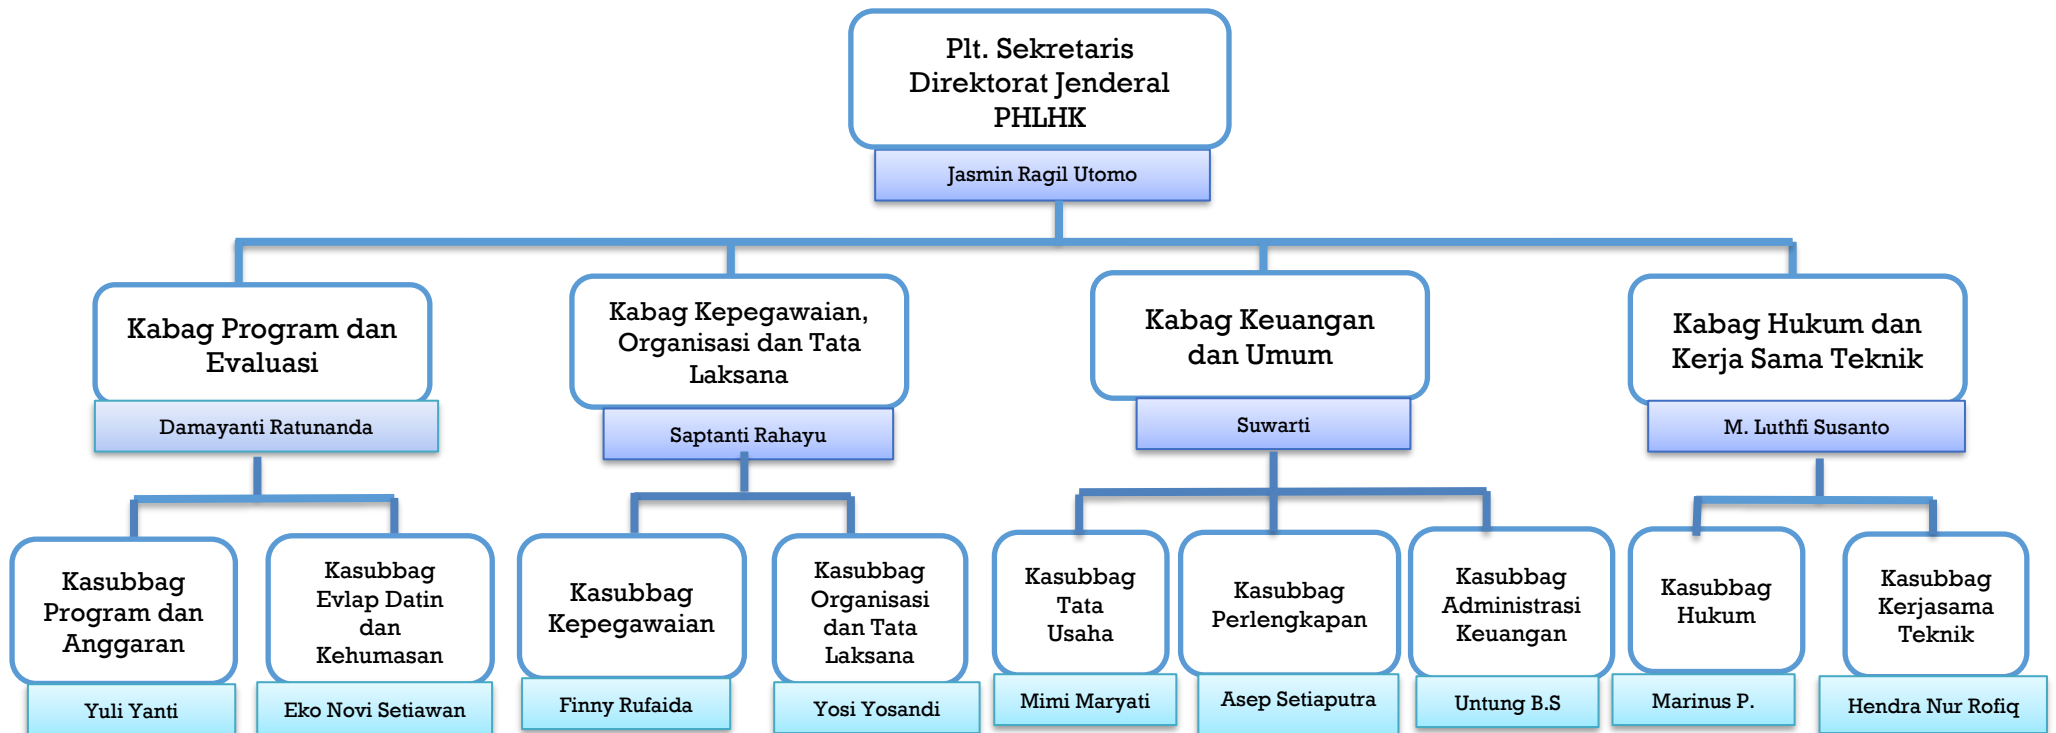 Plt. Sekretaris
Direktorat Jenderal
PHLHK
Jasmin Ragil Utomo
Kabag Program dan
Evaluasi
Damayanti Ratunanda
Kabag Kepegawaian,
Organisasi dan Tata
Laksana
Saptanti Rahayu
Kabag Keuangan
dan Umum
Suwarti
Kabag Hukum dan
Kerja Sama Teknik
M. Luthfi Susanto
Kasubbag
Program dan
Anggaran
Yuli Yanti
Kasubbag
Evlap Datin
dan
Kehumasan
Eko Novi Setiawan
Kasubbag
Kepegawaian
Finny Rufaida
Kasubbag
Organisasi
dan Tata
Laksana
Yosi Yosandi
Kasubbag
Tata
Usaha
Mimi Maryati
Kasubbag
Perlengkapan
Asep Setiaputra
Kasubbag
Administrasi
Keuangan
Untung B.S
Kasubbag
Hukum
Marinus P.
Kasubbag
Kerjasama
Teknik
Hendra Nur Rofiq